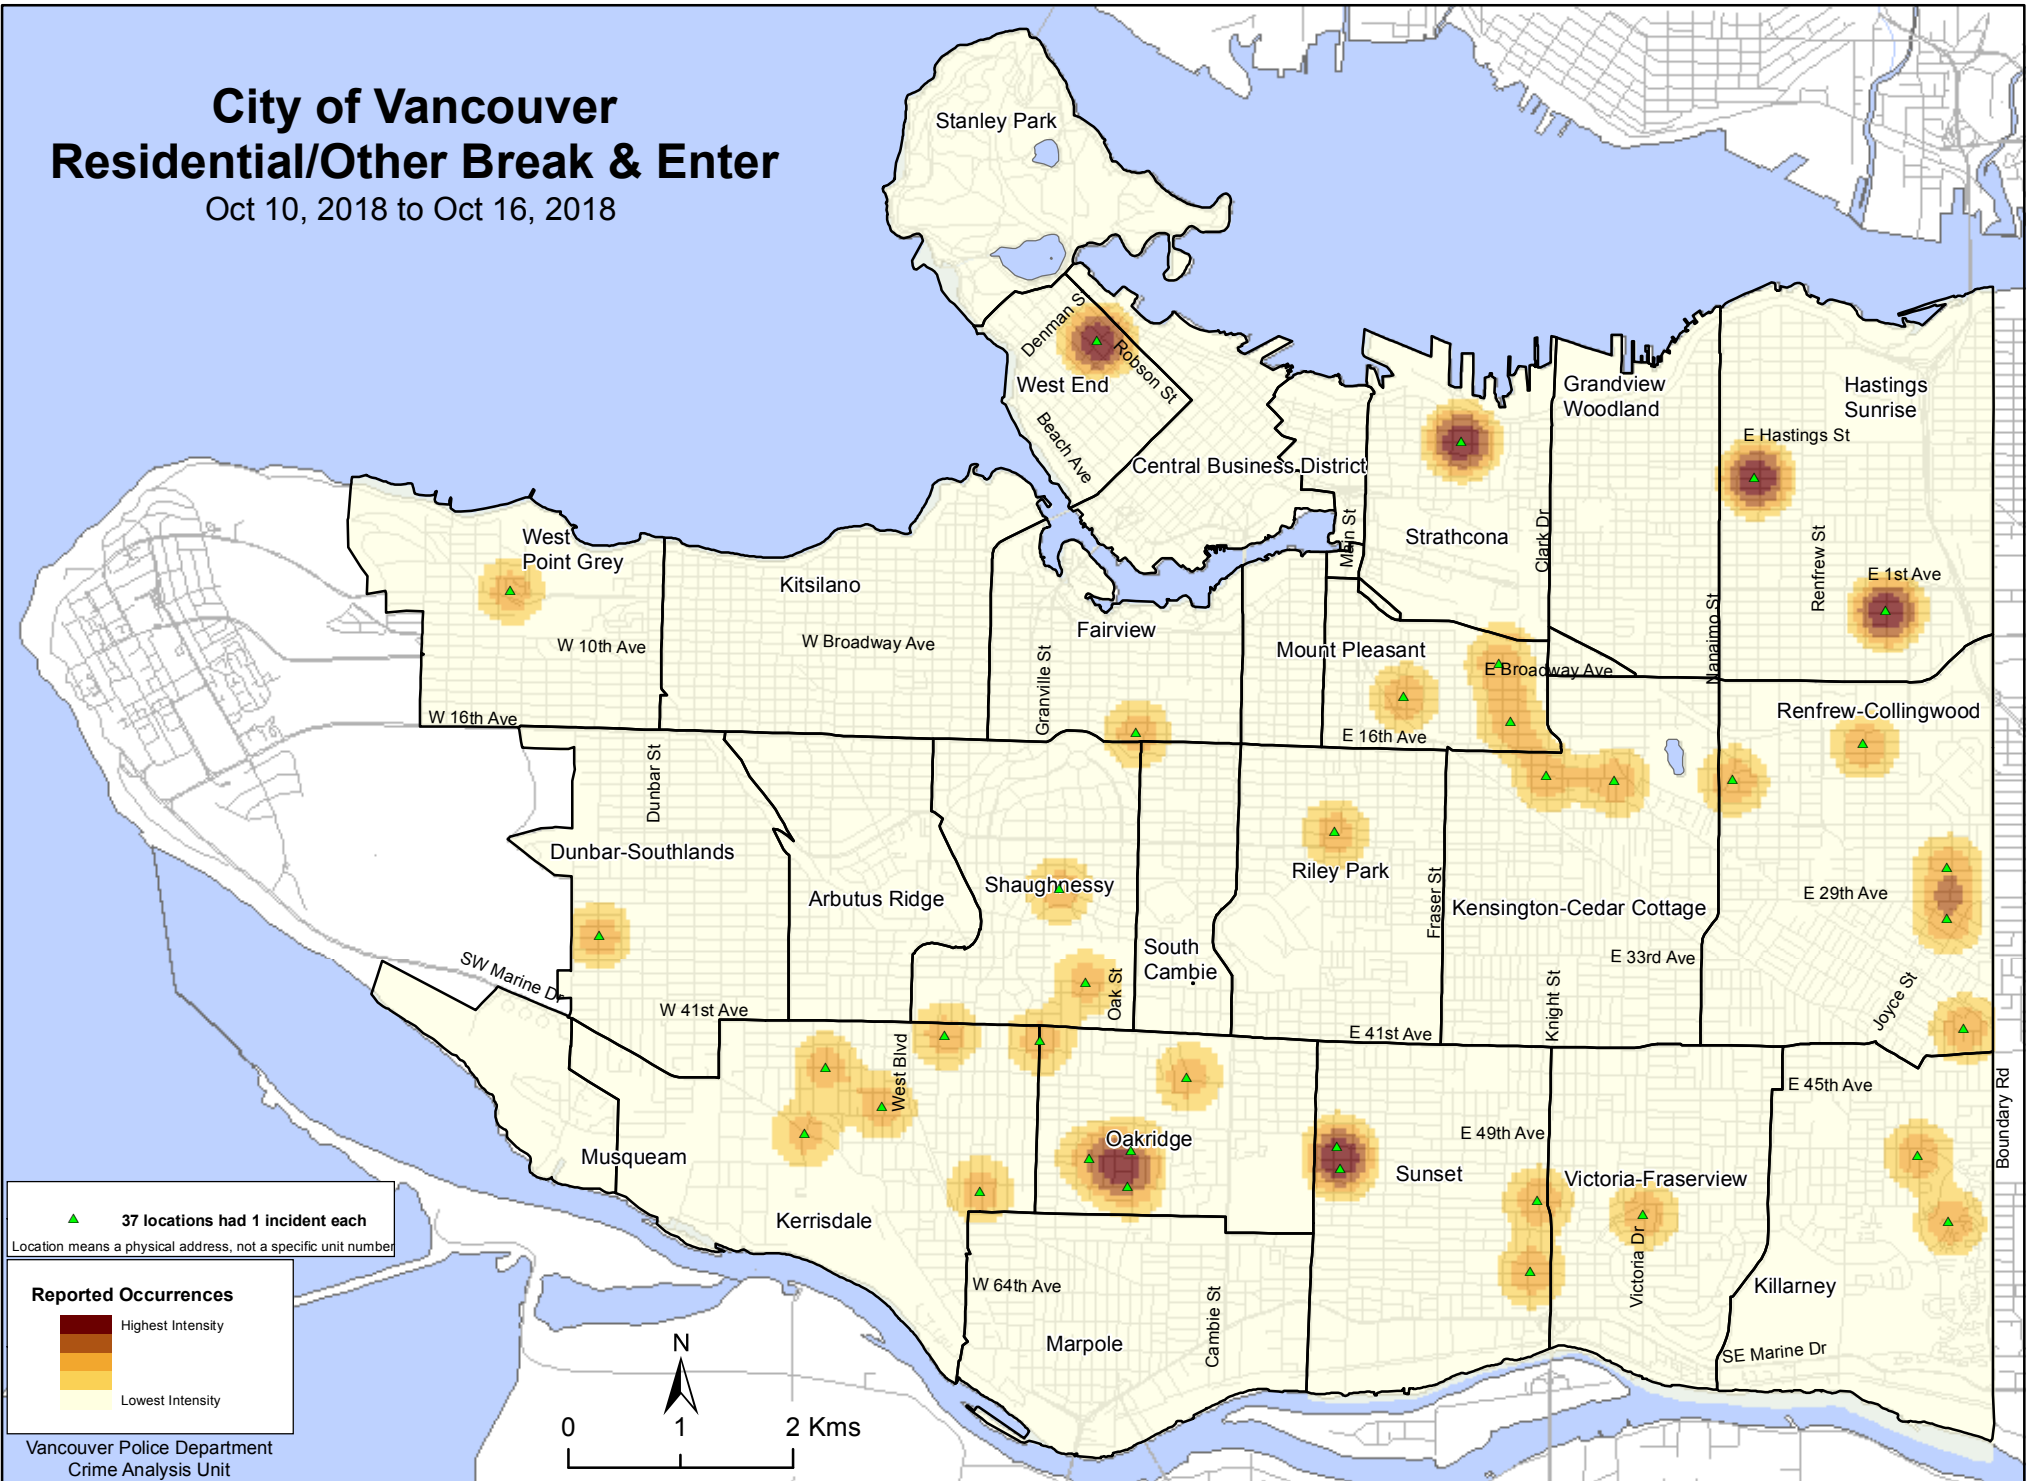 City of Vancouver
Residential/Other Break & Enter
Oct 10, 2018 to Oct 16, 2018
Stanley Park
Denman S
Robson St
West End
Beach Ave
Central Business District
Grandview
Woodland
Hastings
Sunrise
E Hastings St
Strathcona
Main St
Clark Dr
Nanaimo St
Renfrew St
E 1st Ave
West
Point Grey
Kitsilano
W 10th Ave
W Broadway Ave
Fairview
Granville St
Mount Pleasant
E Broadway Ave
W 16th Ave
E 16th Ave
Renfrew-Collingwood
Dunbar St
Dunbar-Southlands
Arbutus Ridge
Shaughnessy
Riley Park
Fraser St
Kensington-Cedar Cottage
E 29th Ave
South
Cambie
E 33rd Ave
SW Marine Dr
W 41st Ave
Oak St
E 41st Ave
Knight St
Joyce St
West Blvd
E 45th Ave
Boundary Rd
Musqueam
Oakridge
E 49th Ave
Sunset
Victoria-Fraserview
Kerrisdale
Victoria Dr
Killarney
W 64th Ave
Cambie St
Marpole
SE Marine Dr
37 locations had 1 incident each
Location means a physical address, not a specific unit number
Reported Occurrences
Highest Intensity
Lowest Intensity
Vancouver Police Department
Crime Analysis Unit
N
0 1 2 Kms